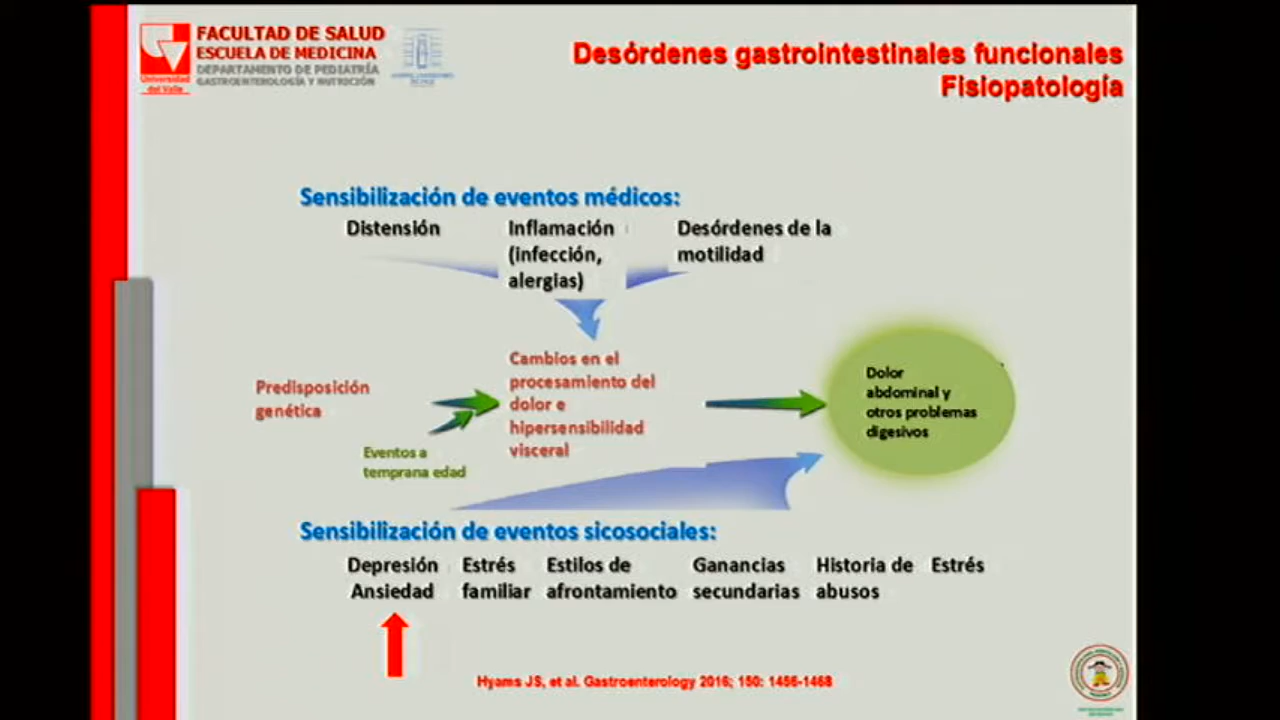 FACULTAD DE SALUD
ESCUELA DE MEDICINA
DEPARTAMENTO DE PEDIATRÍA
GASTROENTEROLOGÍA Y NUTRICIÓN
Universidad
del Valle
Desórdenes gastrointestinales funcionales
Fisiopatología
Sensibilización de eventos médicos:
Distensión
Inflamación
(infección,
alergias)
Desórdenes de la
motilidad
Predisposición
genética
Eventos a
temprana edad
Cambios en el
procesamiento del
dolor e
hipersensibilidad
visceral
Dolor
abdominal y
otros problemas
digesivos
Sensibilización de eventos sicosociales:
Depresión
Ansiedad
Estrés
familiar
Estilos de
afrontamiento
Ganancias
secundarias
Historia de
abusos
Estrés
Hyams JS, et al. Gastroenterology 2016; 150: 1456-1468